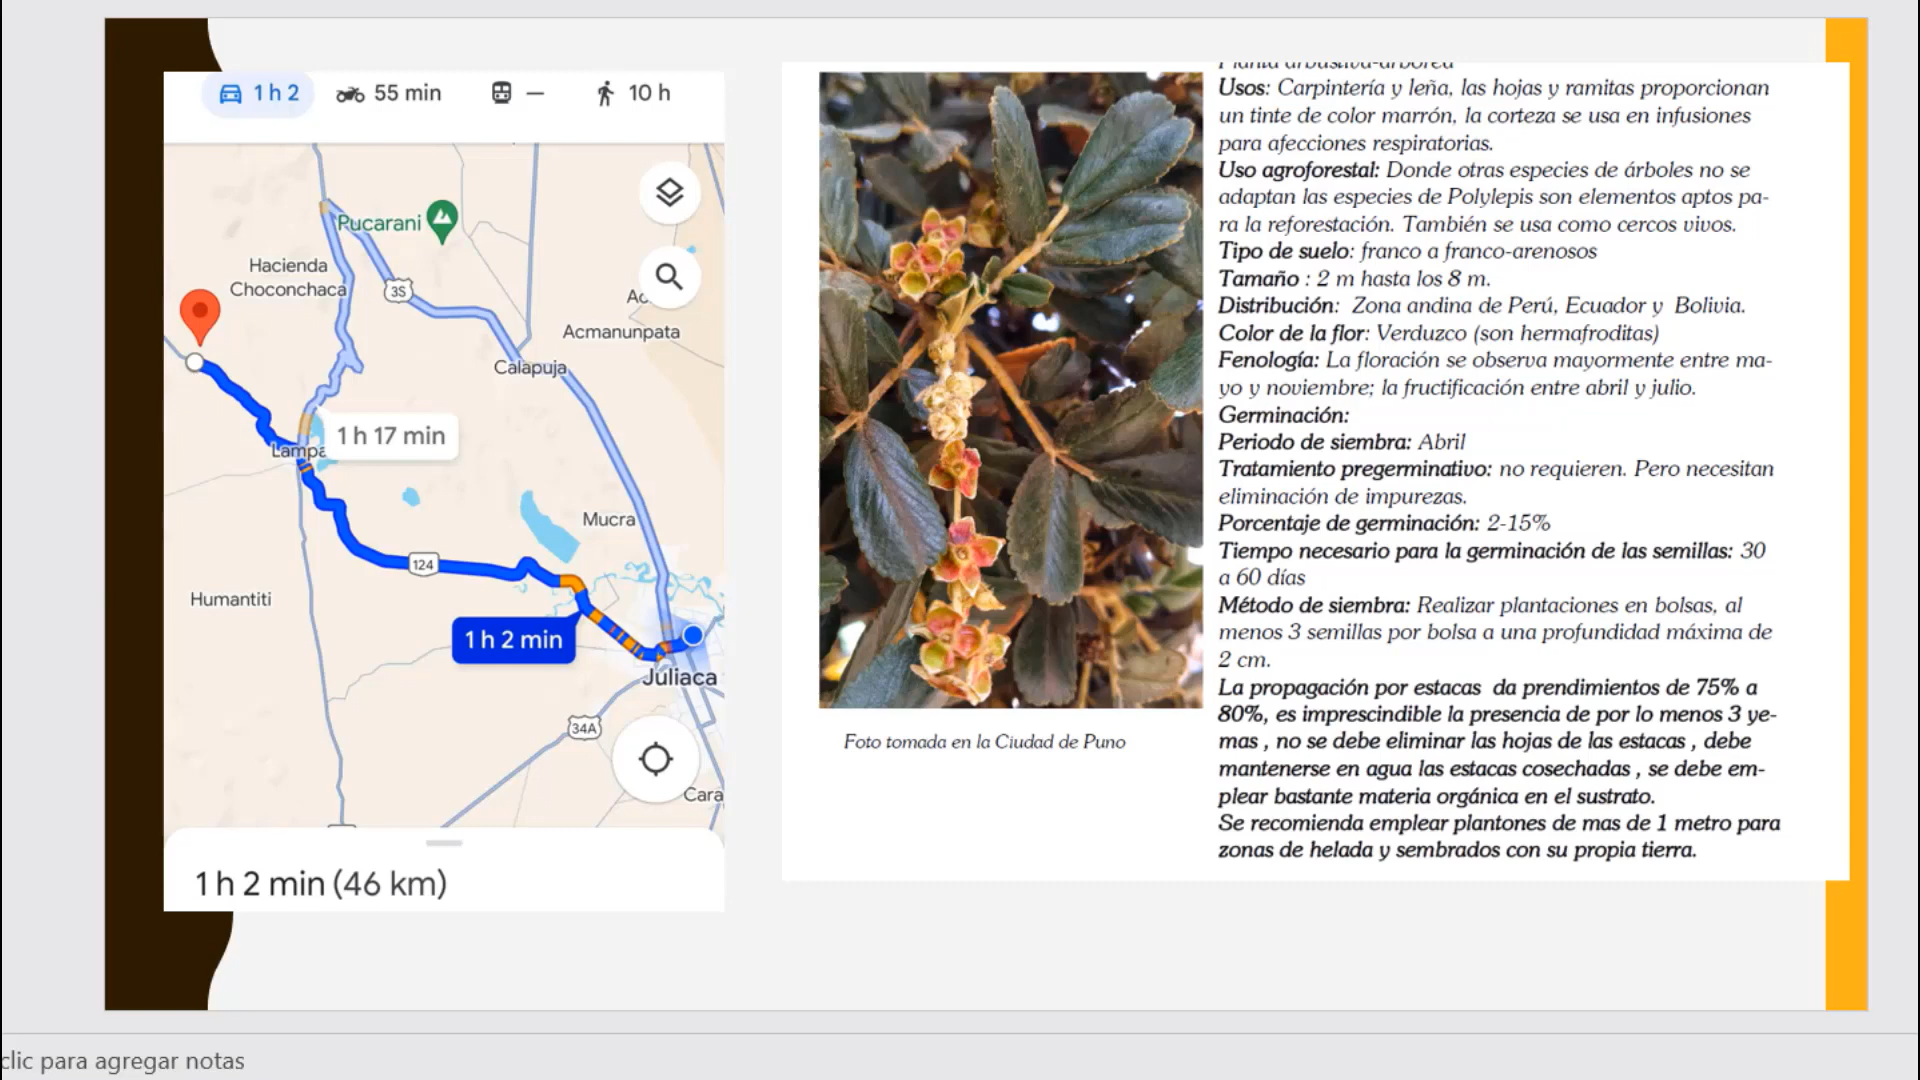 1 h 2
55 min
—
10 h
Pucarani
Hacienda
Choconchaca
3S
Acmanunpata
Calapuja
1 h 17 min
Lampa
Mucra
124
Humantiti
1 h 2 min
Juliaca
34A
Cara
1 h 2 min (46 km)
Foto tomada en la Ciudad de Puno
Planta arbustiva-arbórea
Usos: Carpintería y leña, las hojas y ramitas proporcionan
un tinte de color marrón, la corteza se usa en infusiones
para afecciones respiratorias.
Uso agroforestal: Donde otras especies de árboles no se
adaptan las especies de Polylepis son elementos aptos pa-
ra la reforestación. También se usa como cercos vivos.
Tipo de suelo: franco a franco-arenosos
Tamaño : 2 m hasta los 8 m.
Distribución: Zona andina de Perú, Ecuador y Bolivia.
Color de la flor: Verduzco (son hermafroditas)
Fenología: La floración se observa mayormente entre ma-
yo y noviembre; la fructificación entre abril y julio.
Germinación:
Periodo de siembra: Abril
Tratamiento pregerminativo: no requieren. Pero necesitan
eliminación de impurezas.
Porcentaje de germinación: 2-15%
Tiempo necesario para la germinación de las semillas: 30
a 60 días
Método de siembra: Realizar plantaciones en bolsas, al
menos 3 semillas por bolsa a una profundidad máxima de
2 cm.
La propagación por estacas da prendimientos de 75% a
80%, es imprescindible la presencia de por lo menos 3 ye-
mas , no se debe eliminar las hojas de las estacas , debe
mantenerse en agua las estacas cosechadas , se debe em-
plear bastante materia orgánica en el sustrato.
Se recomienda emplear plantones de mas de 1 metro para
zonas de helada y sembrados con su propia tierra.
clic para agregar notas